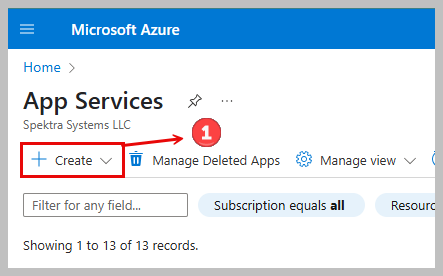 Microsoft Azure
Home
App Services
Spektra Systems LLC
1
Create
Manage Deleted Apps
Manage view
Filter for any field...
Subscription equals all
Resourc
Showing 1 to 13 of 13 records.